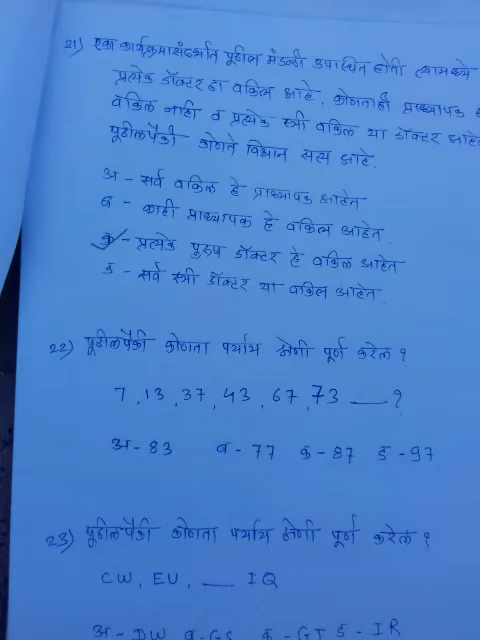 21) एका कार्यक्रमासंदर्भात पुढील मंडळी उपास्थित होती त्यामध्ये
प्रत्येक डॉक्टर हा वकिल आहे. कोणताही प्राध्यापक
वकिल नाही व प्रत्येक स्त्री वकिल या डॉक्टर आहेत
पूढीलपैकी कोणते विधान सत्य आहे.
अ - सर्व वकिल हे प्राध्यापक आहेत
ब - काही प्राध्यापक हे वकिल आहेत.
क - प्रत्येक पुरुष डॉक्टर हे वकिल आहेत
ड - सर्व स्त्री डॉक्टर या वकिल आहेत.
22) पूढीलपैकी कोणता पर्याय श्रेणी पूर्ण करेल ?
7, 13, 37, 43, 67, 73 __ ?
अ - 83 ब - 77 क - 87 ड - 97
23) पूढीलपैकी कोणता पर्याय श्रेणी पूर्ण करेल ?
CW, EU, __ IQ
अ - DW ब - GS क - GT ड - IR